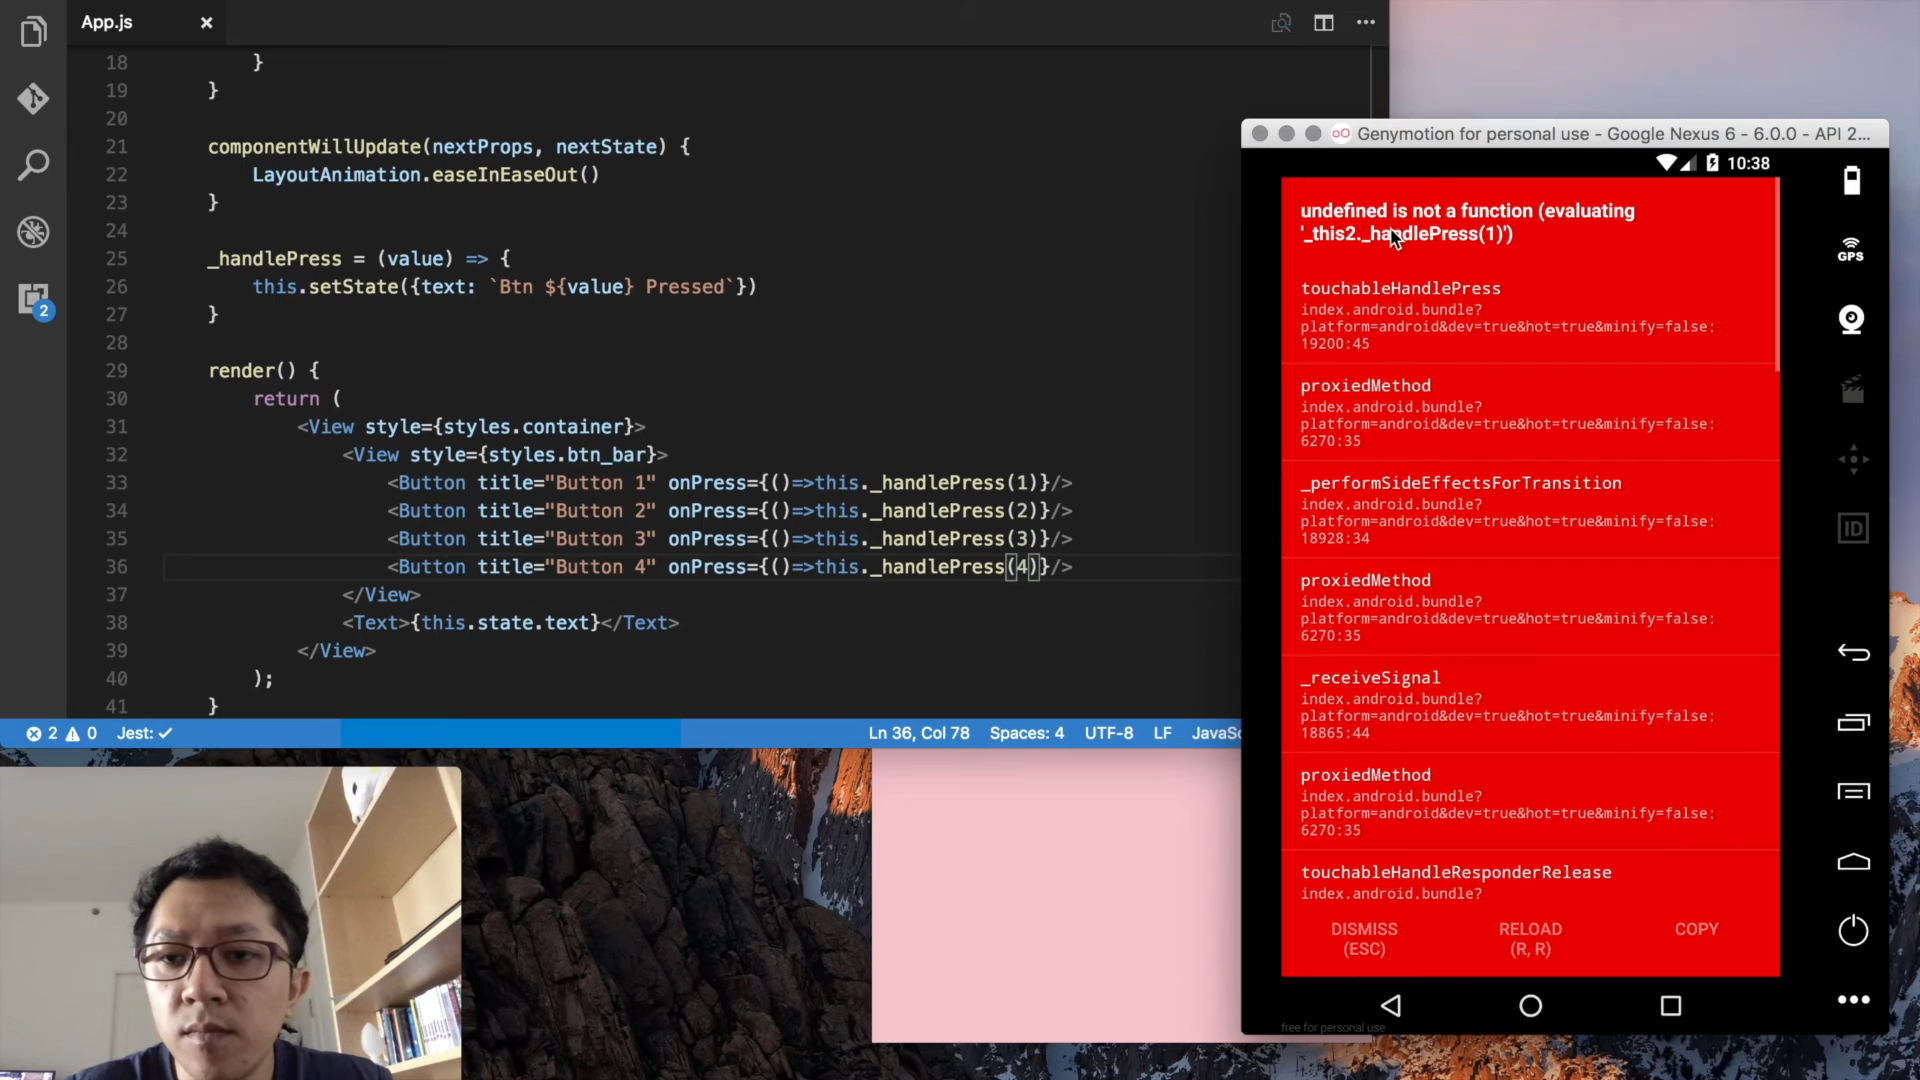 App.js
18 }
19 }
20
21 componentWillUpdate(nextProps, nextState) {
22 LayoutAnimation.easeInEaseOut()
23 }
24
25 _handlePress = (value) => {
26 this.setState({text: `Btn ${value} Pressed`})
27 }
28
29 render() {
30 return (
31 <View style={styles.container}>
32 <View style={styles.btn_bar}>
33 <Button title="Button 1" onPress={()=>this._handlePress(1)}/>
34 <Button title="Button 2" onPress={()=>this._handlePress(2)}/>
35 <Button title="Button 3" onPress={()=>this._handlePress(3)}/>
36 <Button title="Button 4" onPress={()=>this._handlePress(4)}/>
37 </View>
38 <Text>{this.state.text}</Text>
39 </View>
40 );
41 }
2
2 0 Jest: Ln 36, Col 78 Spaces: 4 UTF-8 LF
Genymotion for personal use - Google Nexus 6 - 6.0.0 - API 2...
10:38
undefined is not a function (evaluating
'_this2._handlePress(1)')
touchableHandlePress
index.android.bundle?
platform=android&dev=true&hot=true&minify=false:
19200:45
proxiedMethod
index.android.bundle?
platform=android&dev=true&hot=true&minify=false:
6270:35
_performSideEffectsForTransition
index.android.bundle?
platform=android&dev=true&hot=true&minify=false:
18928:34
proxiedMethod
index.android.bundle?
platform=android&dev=true&hot=true&minify=false:
6270:35
_receiveSignal
index.android.bundle?
platform=android&dev=true&hot=true&minify=false:
18865:44
proxiedMethod
index.android.bundle?
platform=android&dev=true&hot=true&minify=false:
6270:35
touchableHandleResponderRelease
index.android.bundle?
DISMISS
(ESC)
RELOAD
(R, R)
COPY
free for personal use
GPS
ID